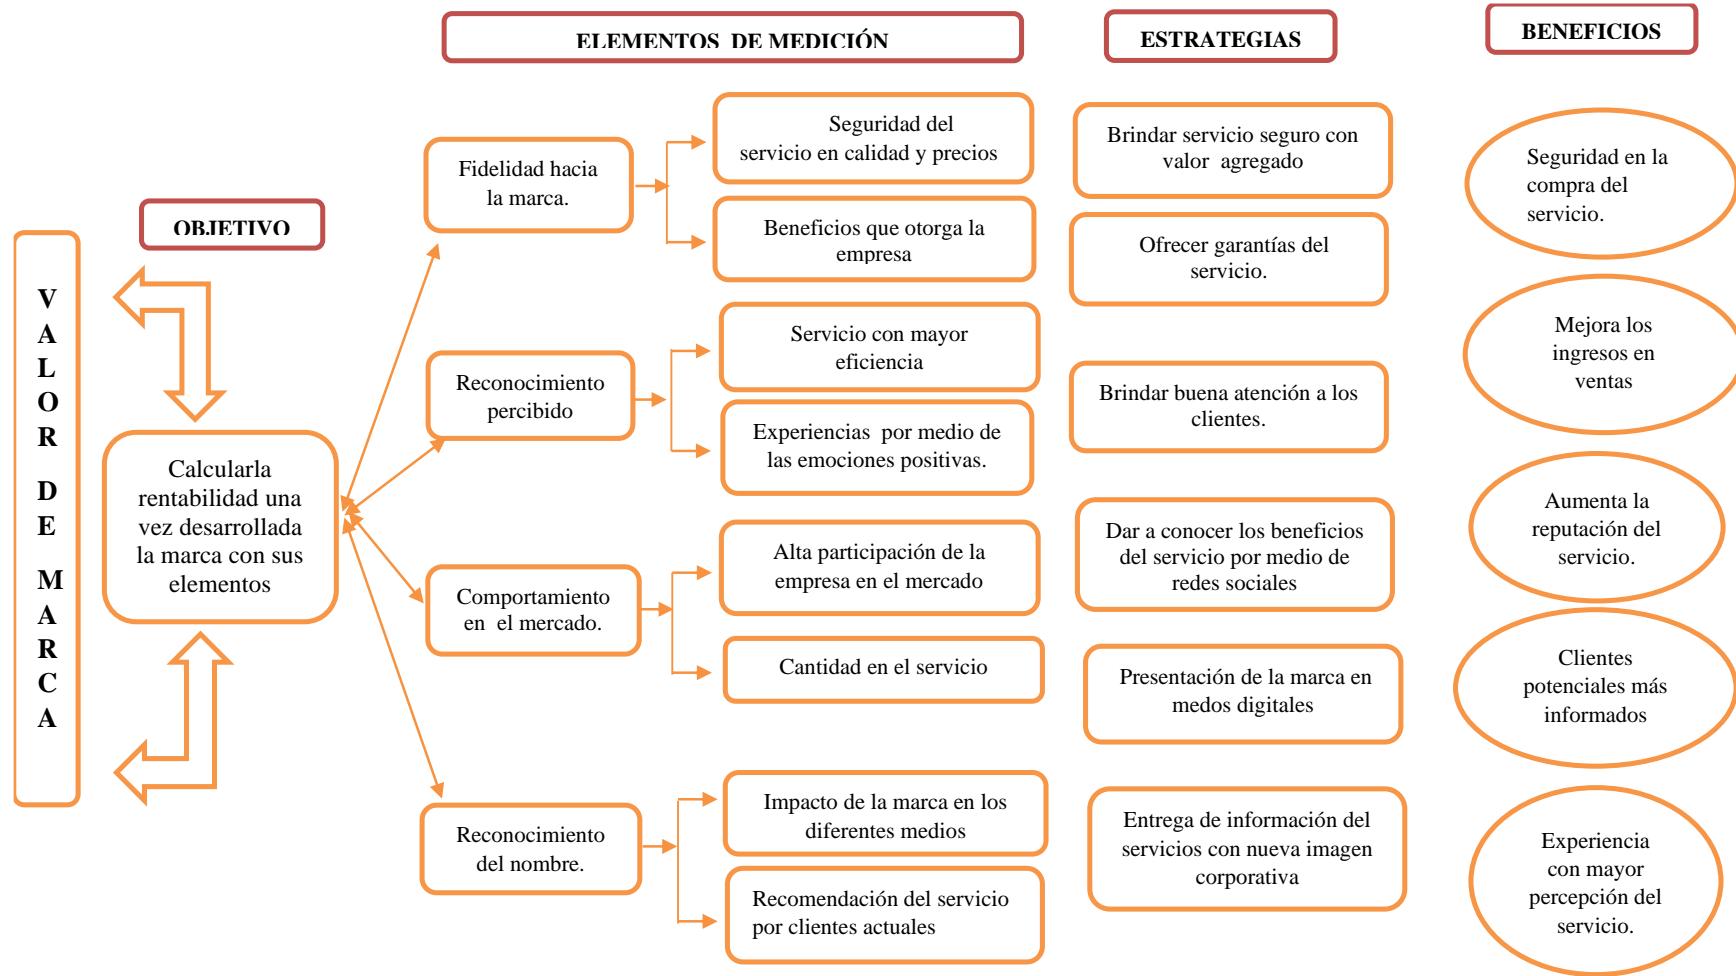 ELEMENTOS DE MEDICIÓN
ESTRATEGIAS
BENEFICIOS
OBJETIVO
V
A
L
O
R
D
E
M
A
R
C
A
Calcularla
rentabilidad una
vez desarrollada
la marca con sus
elementos
Fidelidad hacia
la marca.
Seguridad del
servicio en calidad y precios
Beneficios que otorga la
empresa
Reconocimiento
percibido
Servicio con mayor
eficiencia
Experiencias por medio de
las emociones positivas.
Comportamiento
en el mercado.
Alta participación de la
empresa en el mercado
Cantidad en el servicio
Reconocimiento
del nombre.
Impacto de la marca en los
diferentes medios
Recomendación del servicio
por clientes actuales
Brindar servicio seguro con
valor agregado
Ofrecer garantías del
servicio.
Brindar buena atención a los
clientes.
Dar a conocer los beneficios
del servicio por medio de
redes sociales
Presentación de la marca en
medos digitales
Entrega de información del
servicios con nueva imagen
corporativa
Seguridad en la
compra del
servicio.
Mejora los
ingresos en
ventas
Aumenta la
reputación del
servicio.
Clientes
potenciales más
informados
Experiencia
con mayor
percepción del
servicio.